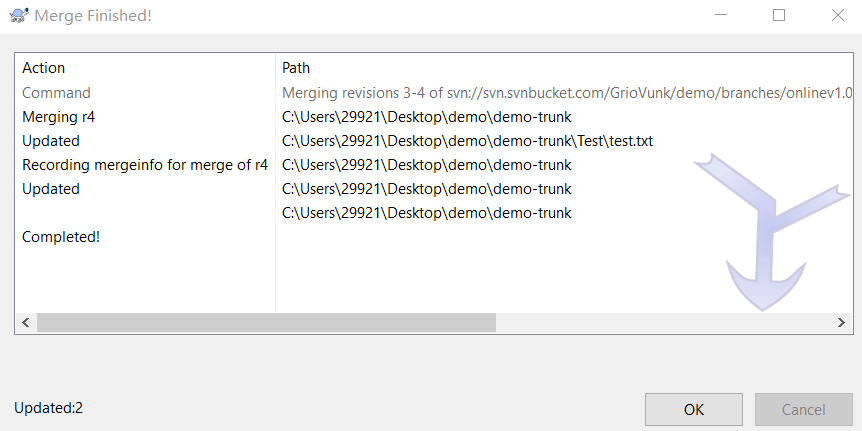 Merge Finished!
Action Path
Command Merging revisions 3-4 of svn://svn.svnbucket.com/GrioVunk/demo/branches/onlinev1.0
Merging r4 C:\Users\29921\Desktop\demo\demo-trunk
Updated C:\Users\29921\Desktop\demo\demo-trunk\Test\test.txt
Recording mergeinfo for merge of r4 C:\Users\29921\Desktop\demo\demo-trunk
Updated C:\Users\29921\Desktop\demo\demo-trunk
C:\Users\29921\Desktop\demo\demo-trunk
Completed!
Updated:2
OK Cancel